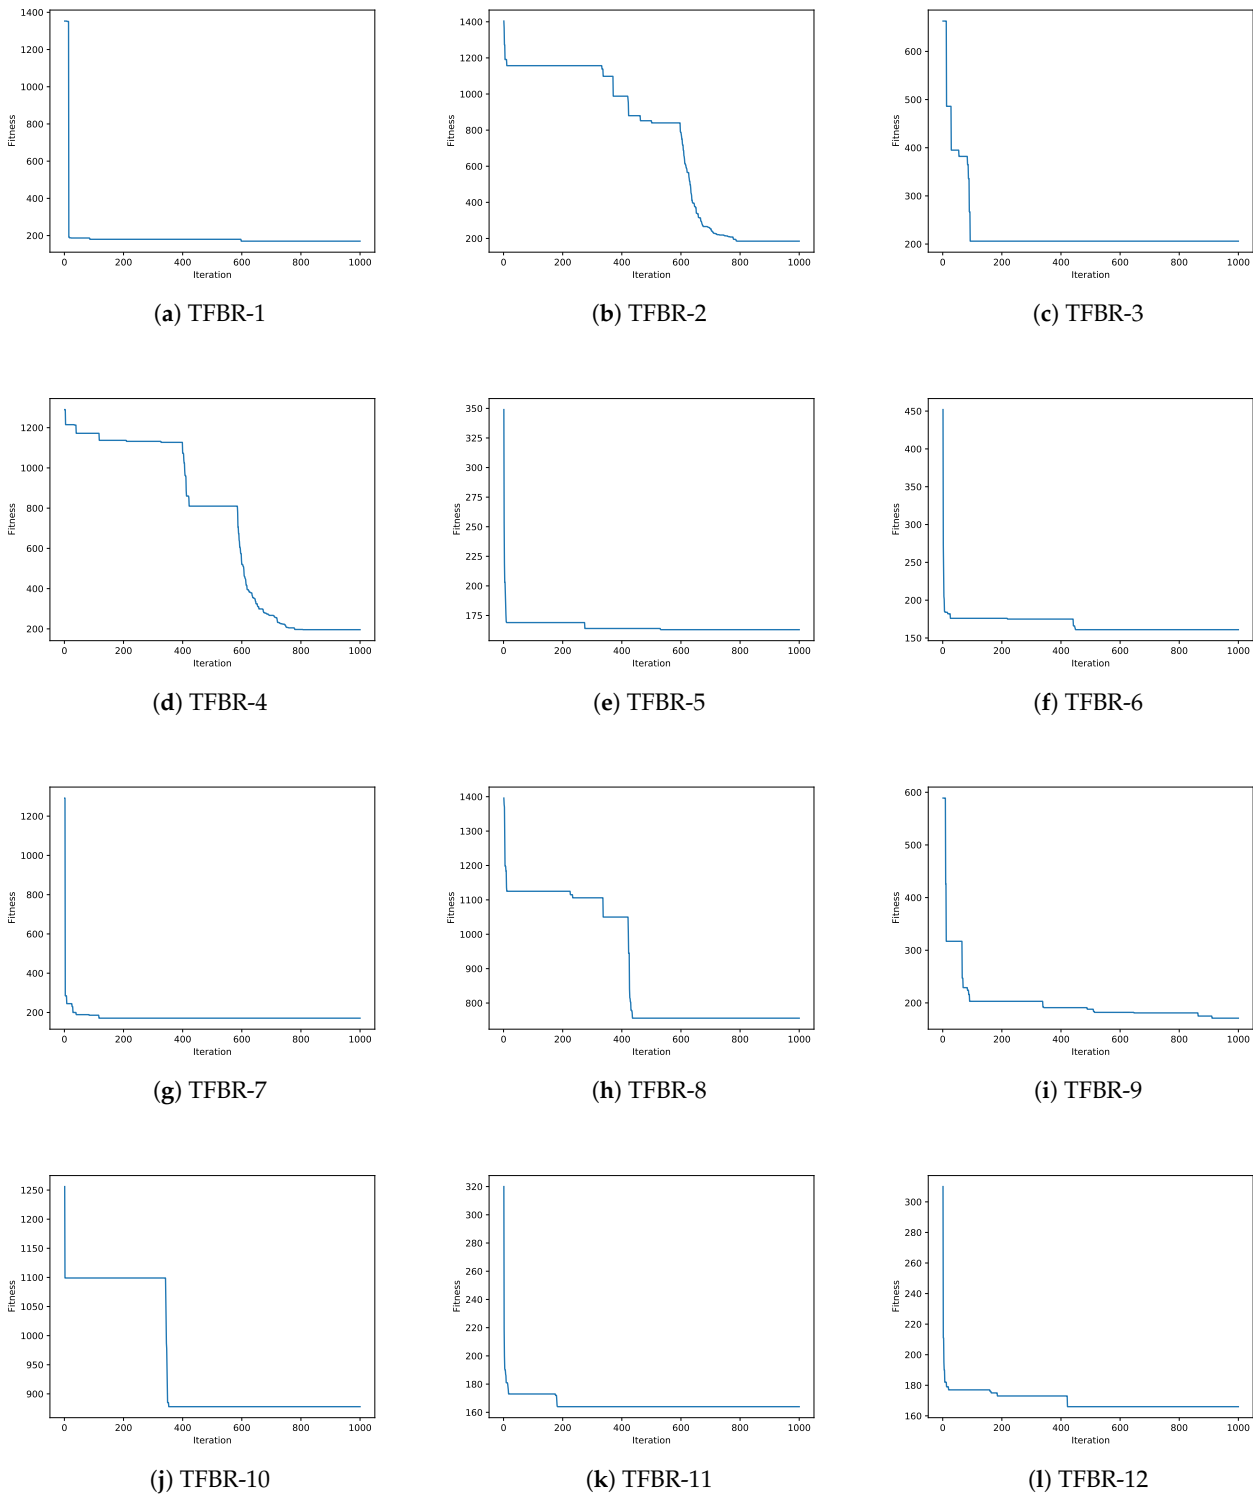 1400
1200
1000
800
600
400
200
Fitness
0 200 400 600 800 1000
Iteration
(a) TFBR-1
1400
1200
1000
800
600
400
200
Fitness
0 200 400 600 800 1000
Iteration
(b) TFBR-2
600
500
400
300
200
Fitness
0 200 400 600 800 1000
Iteration
(c) TFBR-3
1200
1000
800
600
400
200
Fitness
0 200 400 600 800 1000
Iteration
(d) TFBR-4
350
325
300
275
250
225
200
175
Fitness
0 200 400 600 800 1000
Iteration
(e) TFBR-5
450
400
350
300
250
200
150
Fitness
0 200 400 600 800 1000
Iteration
(f) TFBR-6
1200
1000
800
600
400
200
Fitness
0 200 400 600 800 1000
Iteration
(g) TFBR-7
1400
1300
1200
1100
1000
900
800
Fitness
0 200 400 600 800 1000
Iteration
(h) TFBR-8
600
500
400
300
200
Fitness
0 200 400 600 800 1000
Iteration
(i) TFBR-9
1250
1200
1150
1100
1050
1000
950
900
Fitness
0 200 400 600 800 1000
Iteration
(j) TFBR-10
320
300
280
260
240
220
200
180
160
Fitness
0 200 400 600 800 1000
Iteration
(k) TFBR-11
300
280
260
240
220
200
180
160
Fitness
0 200 400 600 800 1000
Iteration
(l) TFBR-12